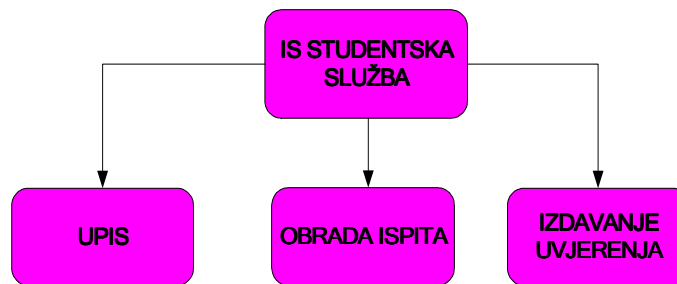 IS STUDENTSKA
SLUŽBA
UPIS
OBRADA ISPITA
IZDAVANJE
UVJERENJA